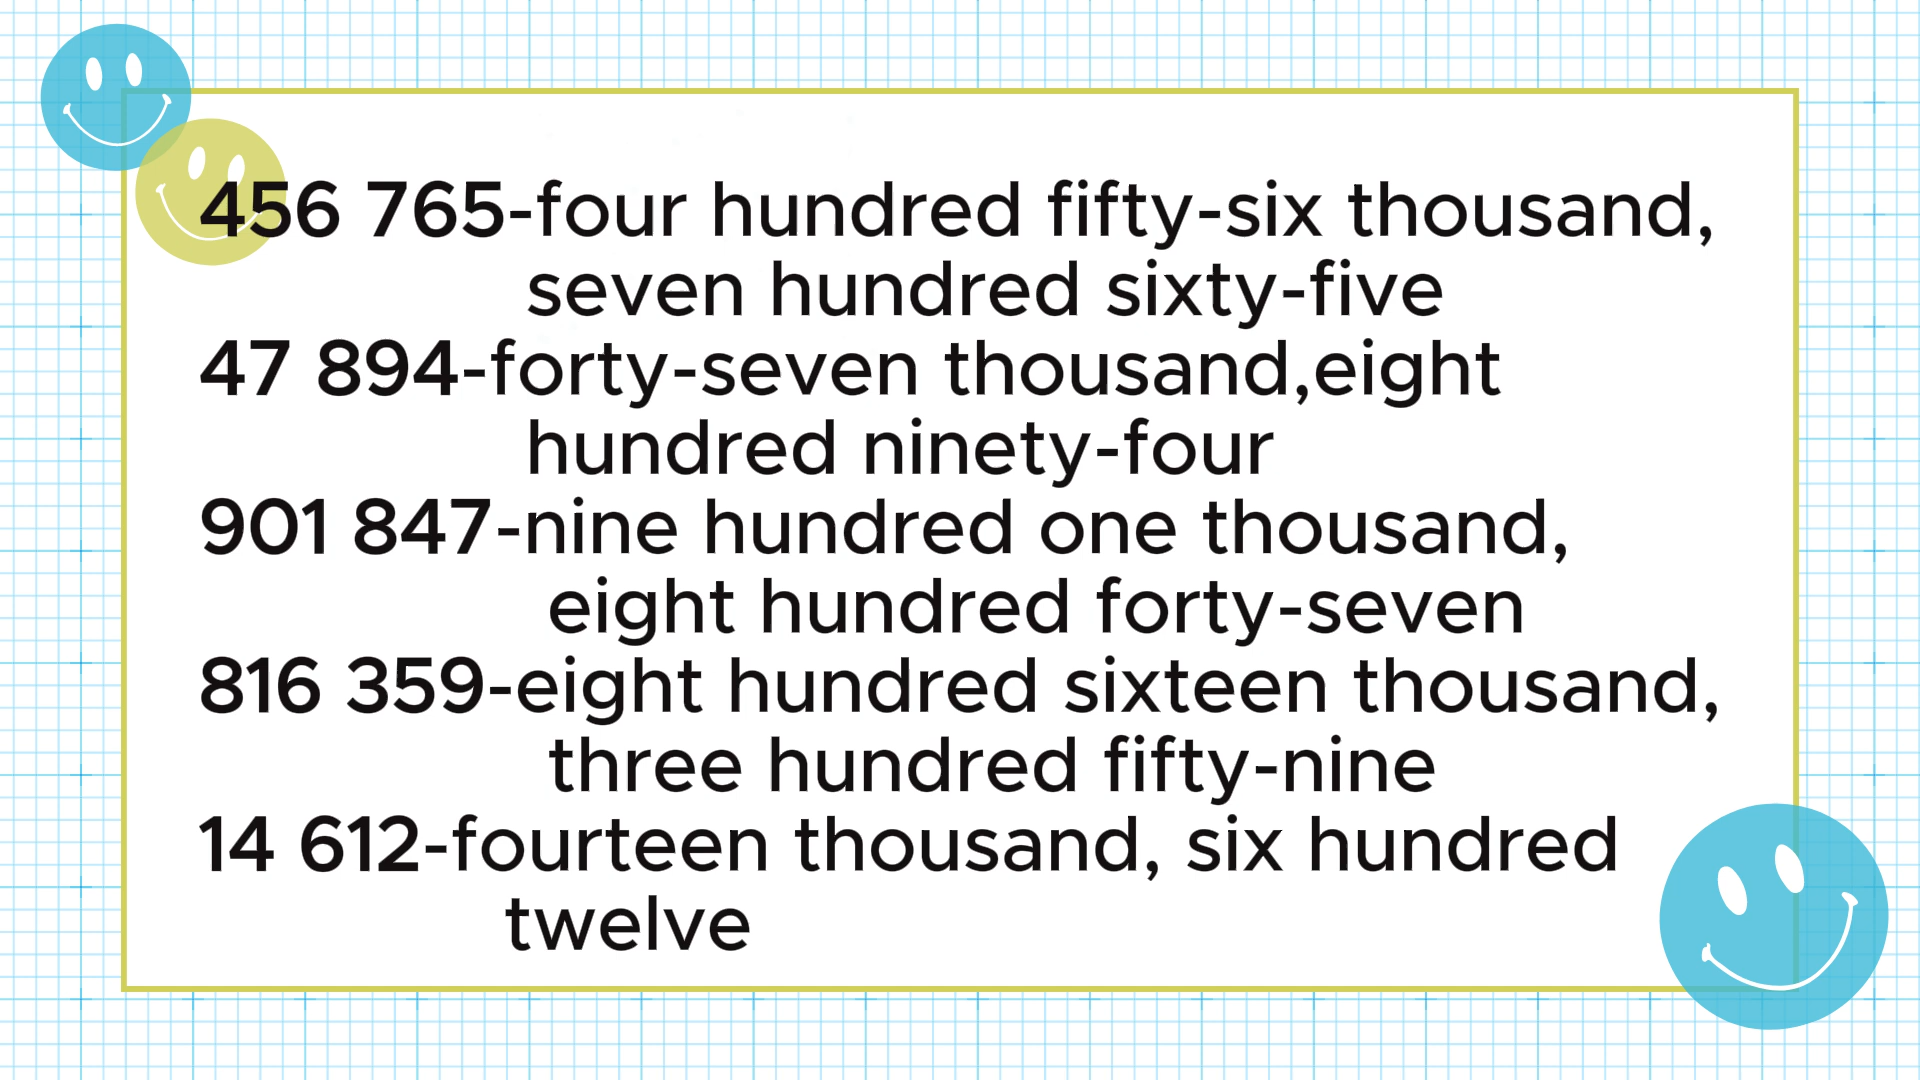 456 765-four hundred fifty-six thousand,
seven hundred sixty-five
47 894-forty-seven thousand,eight
hundred ninety-four
901 847-nine hundred one thousand,
eight hundred forty-seven
816 359-eight hundred sixteen thousand,
three hundred fifty-nine
14 612-fourteen thousand, six hundred
twelve